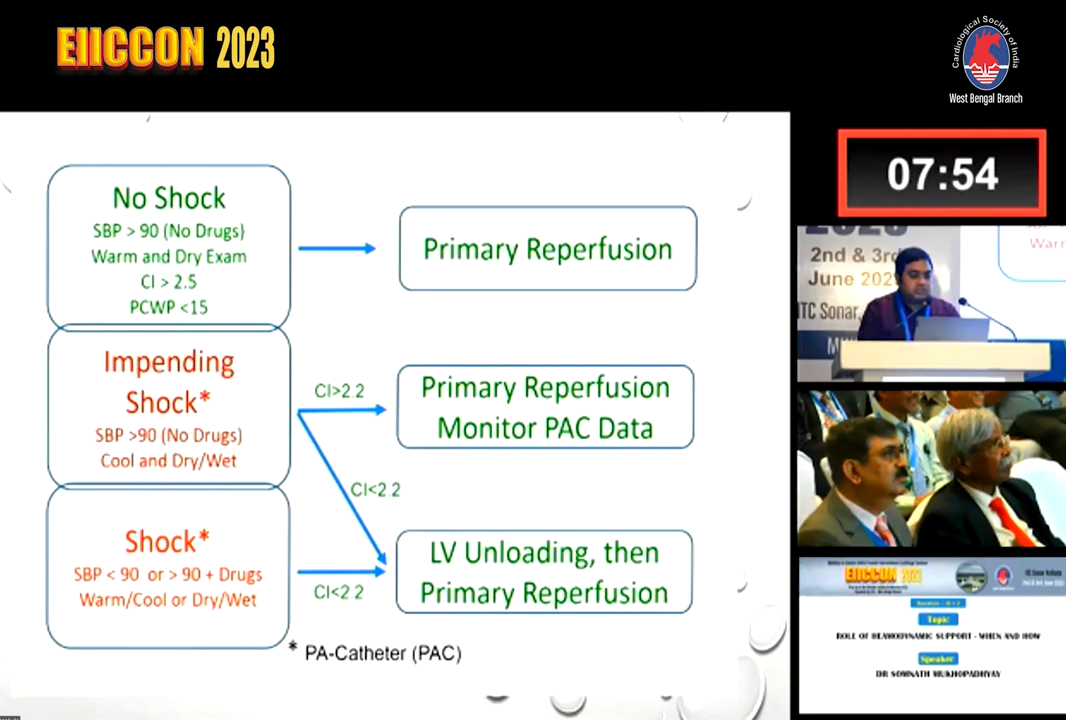 EIICCON 2023
Cardiological Society of India
West Bengal Branch
07:54
No Shock
SBP > 90 (No Drugs)
Warm and Dry Exam
CI > 2.5
PCWP <15
Primary Reperfusion
Impending
Shock*
SBP >90 (No Drugs)
Cool and Dry/Wet
CI>2.2
Primary Reperfusion
Monitor PAC Data
CI<2.2
Shock*
SBP < 90 or > 90 + Drugs
Warm/Cool or Dry/Wet
CI<2.2
LV Unloading, then
Primary Reperfusion
* PA-Catheter (PAC)
2nd & 3rd
June 202
ITC Sonar,
Warm
EIICCON 2023
Topic
ROLE OF HEAMODYNAMIC SUPPORT - WHEN AND HOW
Speaker
DR SOMNATH MUKHOPADHYAY